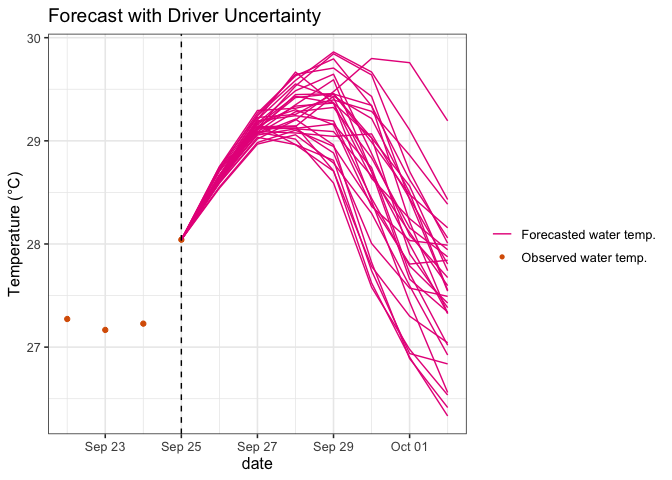 Forecast with Driver Uncertainty
30
29
28
27
Temperature (°C)
Sep 23 Sep 25 Sep 27 Sep 29 Oct 01
date
Forecasted water temp.
Observed water temp.